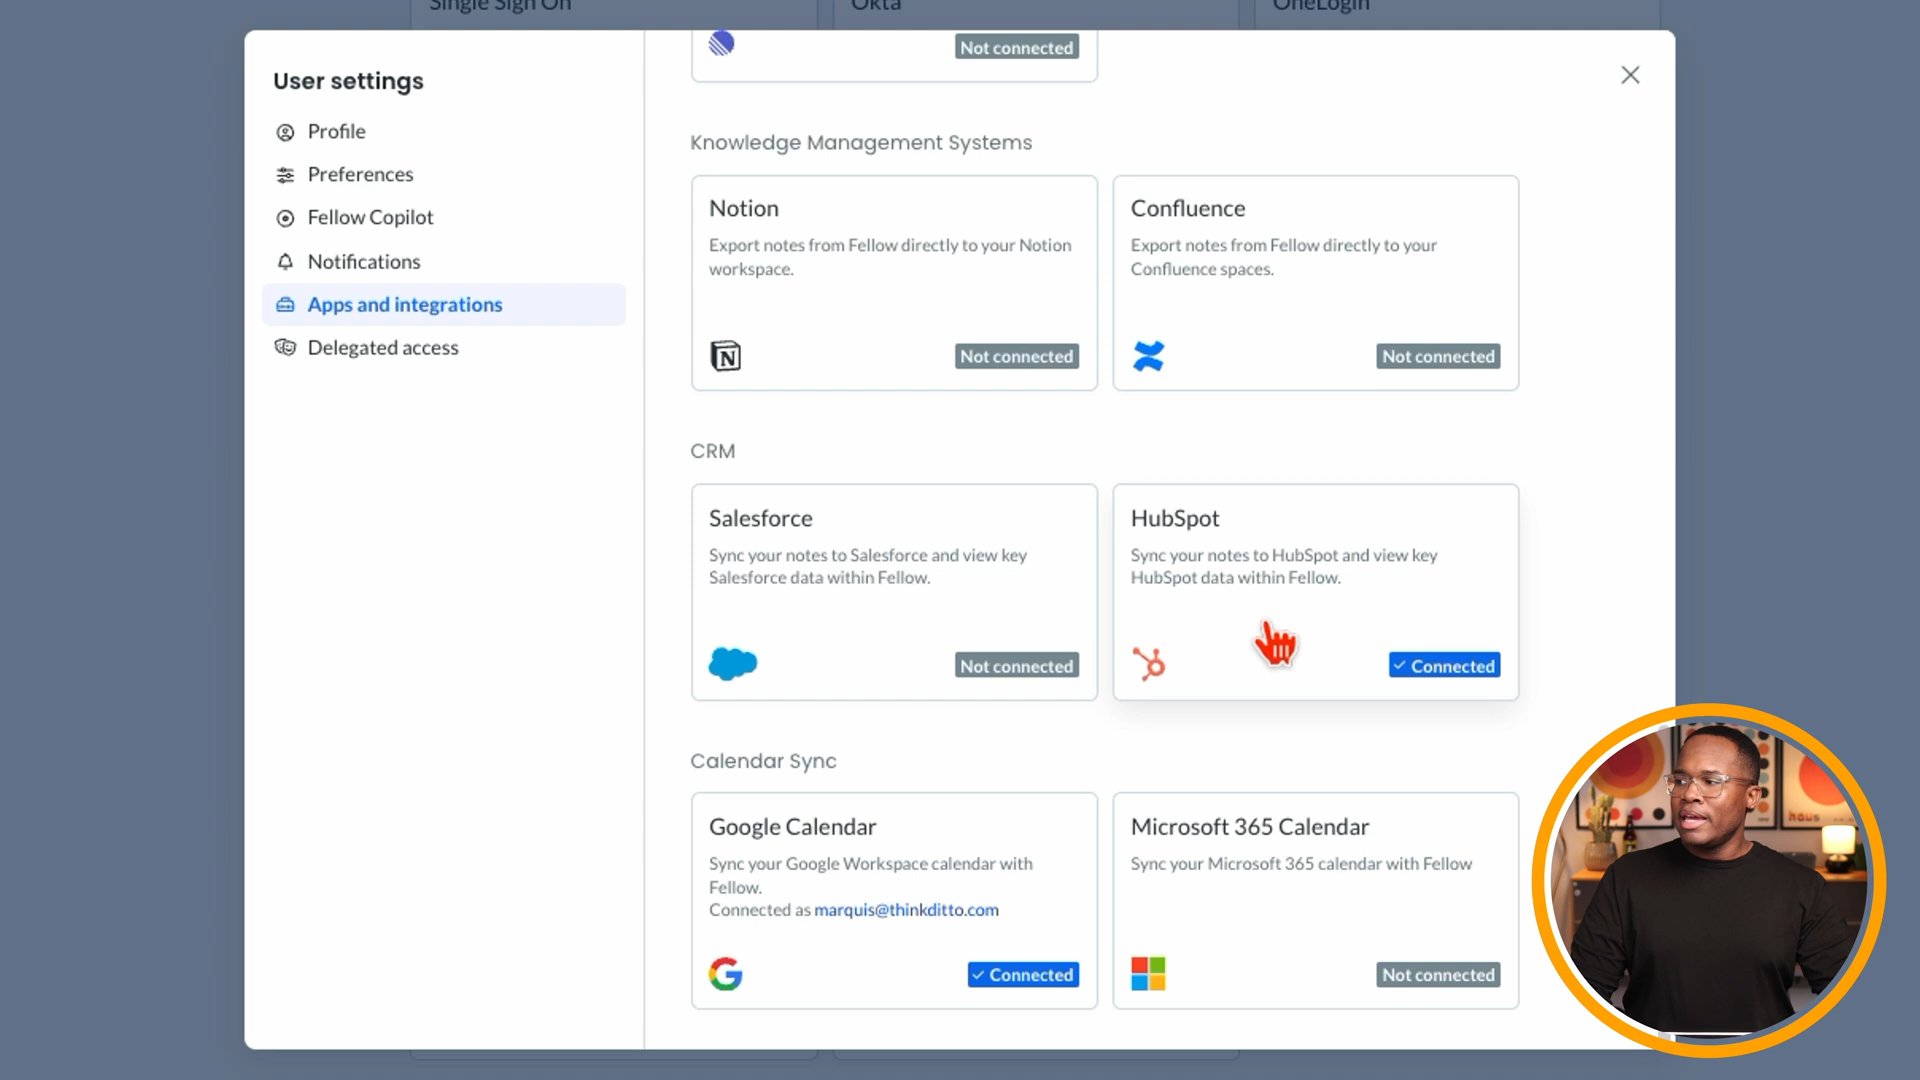 Single Sign On
Okta
OneLogin
User settings
Profile
Preferences
Fellow Copilot
Notifications
Apps and integrations
Delegated access
Not connected
Knowledge Management Systems
Notion
Export notes from Fellow directly to your Notion
workspace.
Not connected
Confluence
Export notes from Fellow directly to your
Confluence spaces.
Not connected
CRM
Salesforce
Sync your notes to Salesforce and view key
Salesforce data within Fellow.
Not connected
HubSpot
Sync your notes to HubSpot and view key
HubSpot data within Fellow.
Connected
Calendar Sync
Google Calendar
Sync your Google Workspace calendar with
Fellow.
Connected as marquis@thinkditto.com
Connected
Microsoft 365 Calendar
Sync your Microsoft 365 calendar with Fellow
Not connected
haus